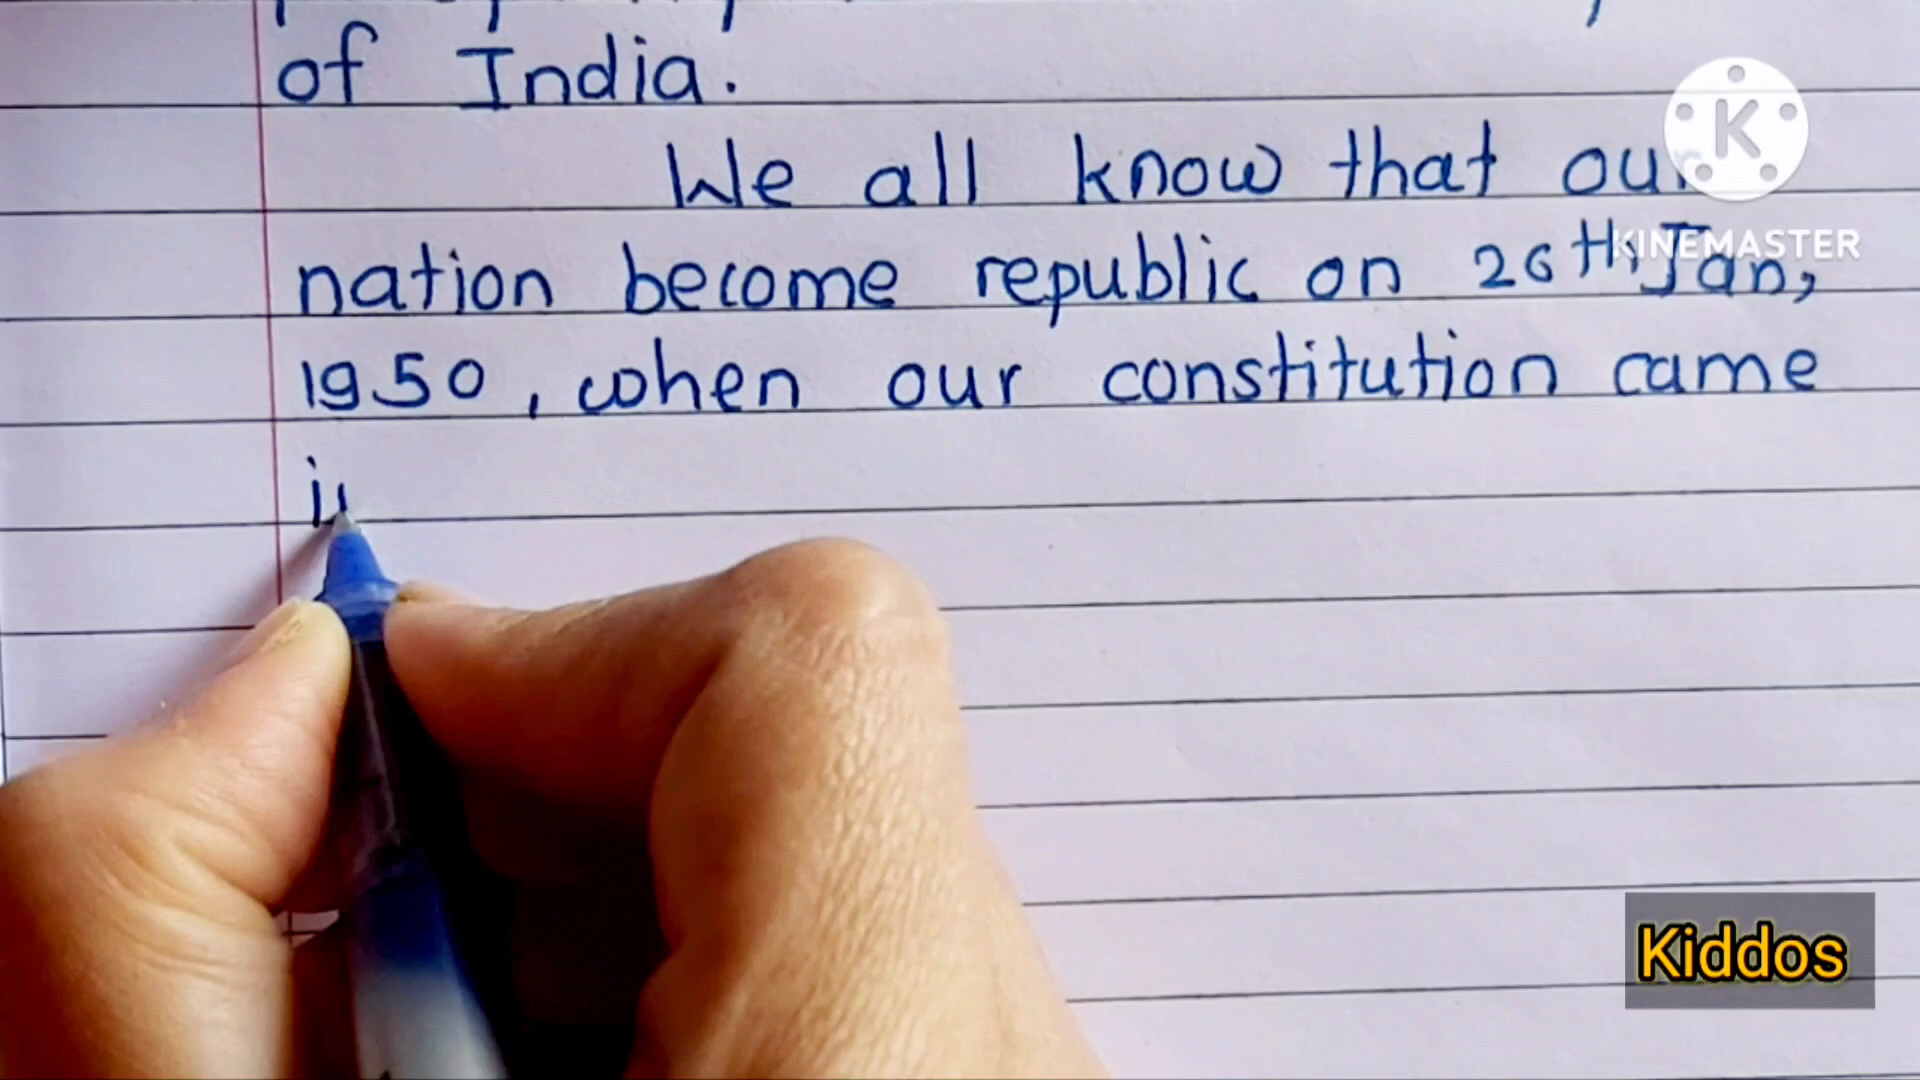 of India.
We all know that our
nation become republic on 26th Jan,
1950, when our constitution came
KINEMASTER
Kiddos